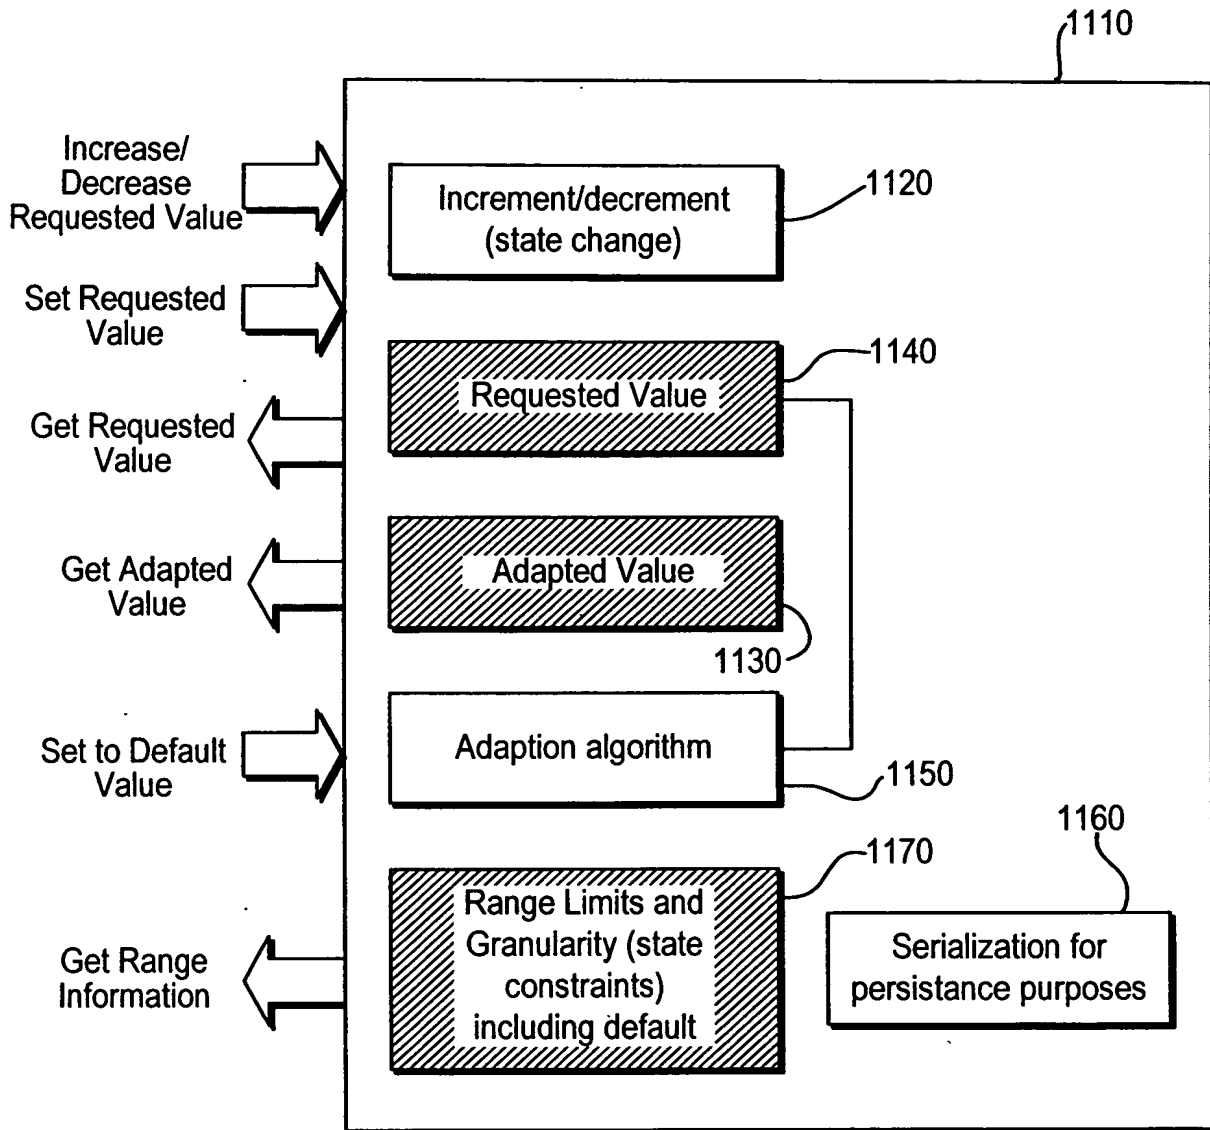 1110
Increase/
Decrease
Requested Value
Increment/decrement
(state change)
1120
Set Requested
Value
1140
Requested Value
Get Requested
Value
Adapted Value
Get Adapted
Value
1130
Adaption algorithm
Set to Default
Value
1150
1160
1170
Range Limits and
Granularity (state
constraints)
including default
Serialization for
persistance purposes
Get Range
Information